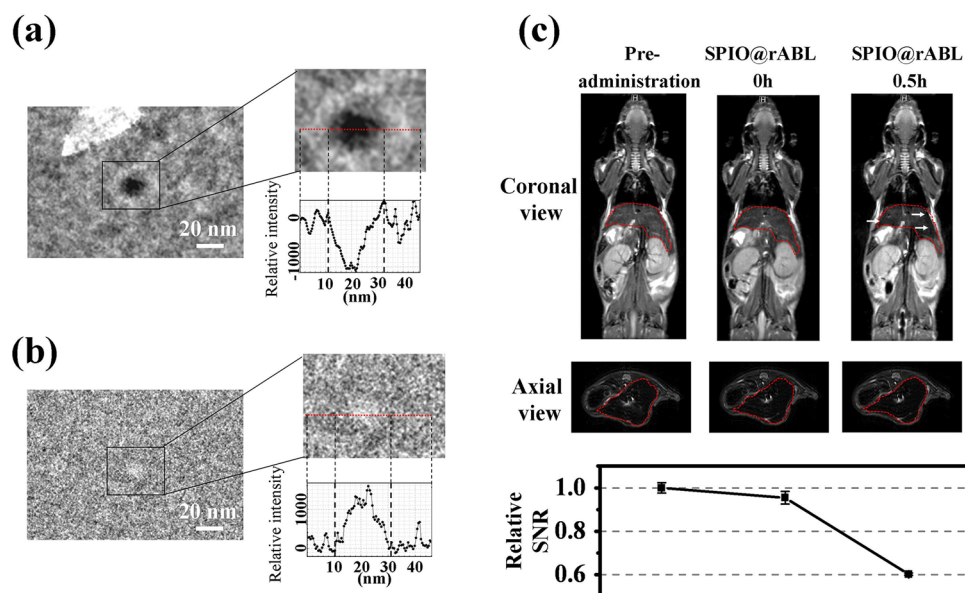 (a)
20 nm
20 nm
Relative intensity
0
-1000
0 10 20 30 40
(nm)
(b)
20 nm
Relative intensity
1000
0
0 10 20 30 40
(nm)
(c)
Pre-
administration
SPIO@rABL
0h
SPIO@rABL
0.5h
H
H
H
Coronal
view
Axial
view
Relative
SNR
1.0
0.8
0.6